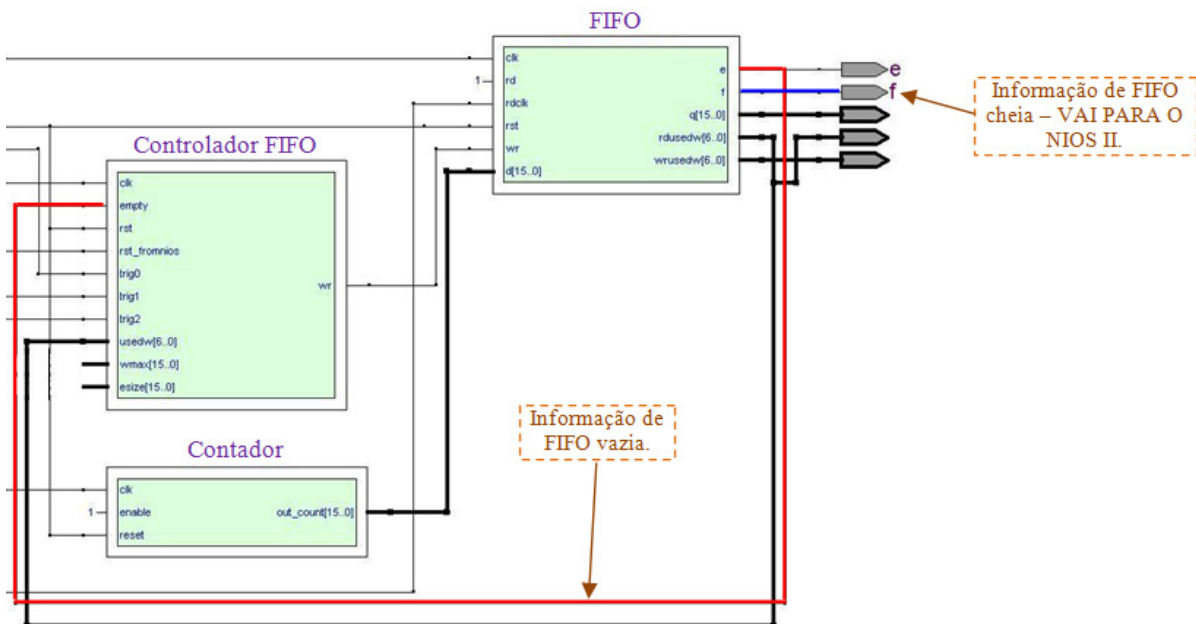 FIFO
clk
1
rd
rdclk
rst
wr
d[15..0]
e
f
q[15..0]
rdusedw[6..0]
wrusedw[6..0]
e
f
Informação de FIFO
cheia – VAI PARA O
NIOS II.
Controlador FIFO
clk
empty
rst
rst_fromnios
trig0
trig1
trig2
usedw[6..0]
wmax[15..0]
esize[15..0]
wr
Informação de
FIFO vazia.
Contador
clk
1
enable
reset
out_count[15..0]